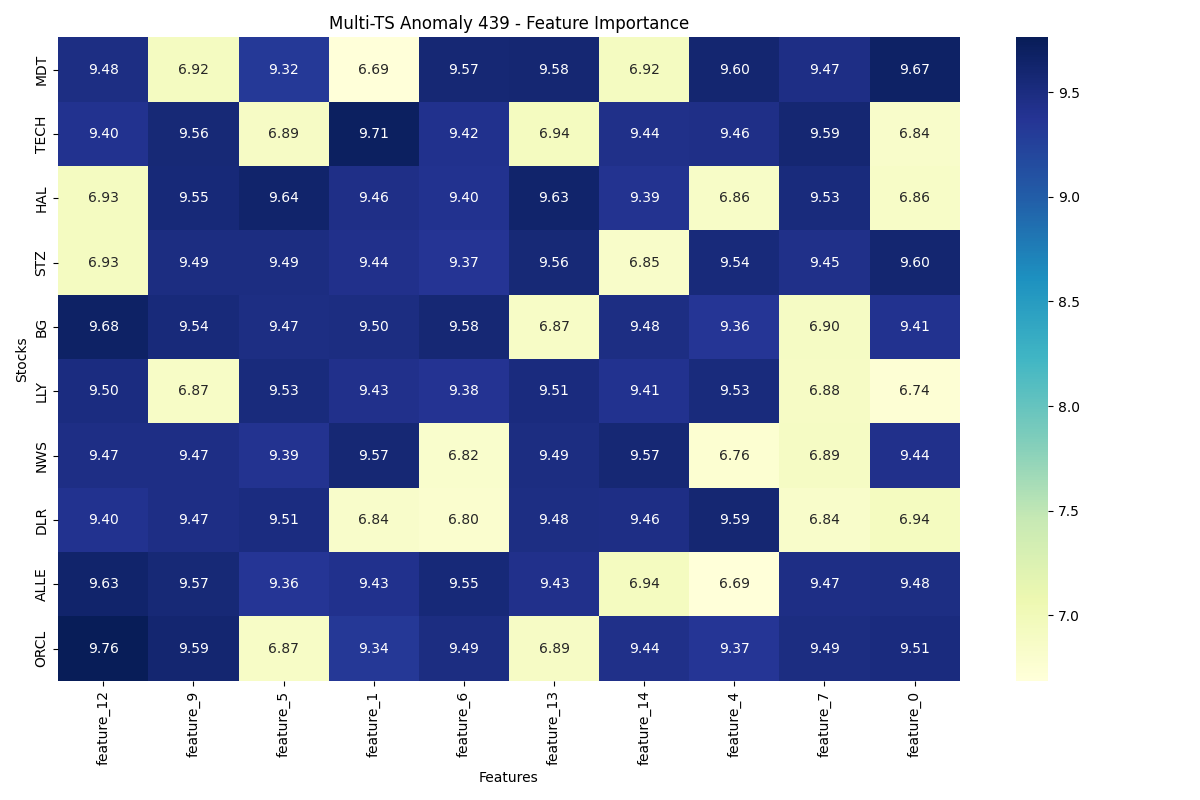 Multi-TS Anomaly 439 - Feature Importance
Stocks
MDT 9.48 6.92 9.32 6.69 9.57 9.58 6.92 9.60 9.47 9.67
TECH 9.40 9.56 6.89 9.71 9.42 6.94 9.44 9.46 9.59 6.84
HAL 6.93 9.55 9.64 9.46 9.40 9.63 9.39 6.86 9.53 6.86
STZ 6.93 9.49 9.49 9.44 9.37 9.56 6.85 9.54 9.45 9.60
BG 9.68 9.54 9.47 9.50 9.58 6.87 9.48 9.36 6.90 9.41
LLY 9.50 6.87 9.53 9.43 9.38 9.51 9.41 9.53 6.88 6.74
NWS 9.47 9.47 9.39 9.57 6.82 9.49 9.57 6.76 6.89 9.44
DLR 9.40 9.47 9.51 6.84 6.80 9.48 9.46 9.59 6.84 6.94
ALLE 9.63 9.57 9.36 9.43 9.55 9.43 6.94 6.69 9.47 9.48
ORCL 9.76 9.59 6.87 9.34 9.49 6.89 9.44 9.37 9.49 9.51
feature_12 feature_9 feature_5 feature_1 feature_6 feature_13 feature_14 feature_4 feature_7 feature_0
Features
9.5
9.0
8.5
8.0
7.5
7.0